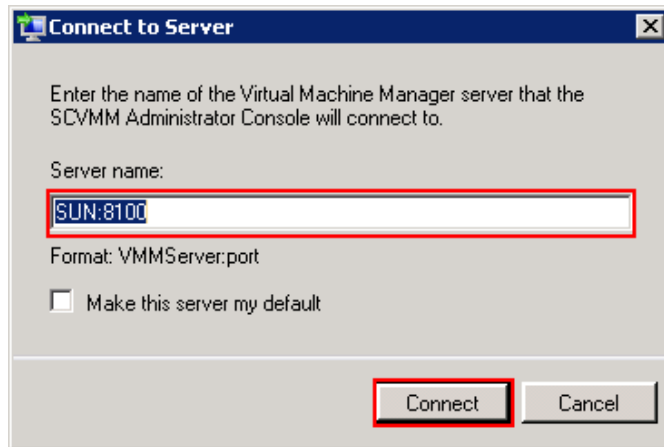 Connect to Server
Enter the name of the Virtual Machine Manager server that the
SCVMM Administrator Console will connect to.
Server name:
SUN:8100
Format: VMMServer:port
Make this server my default
Connect
Cancel